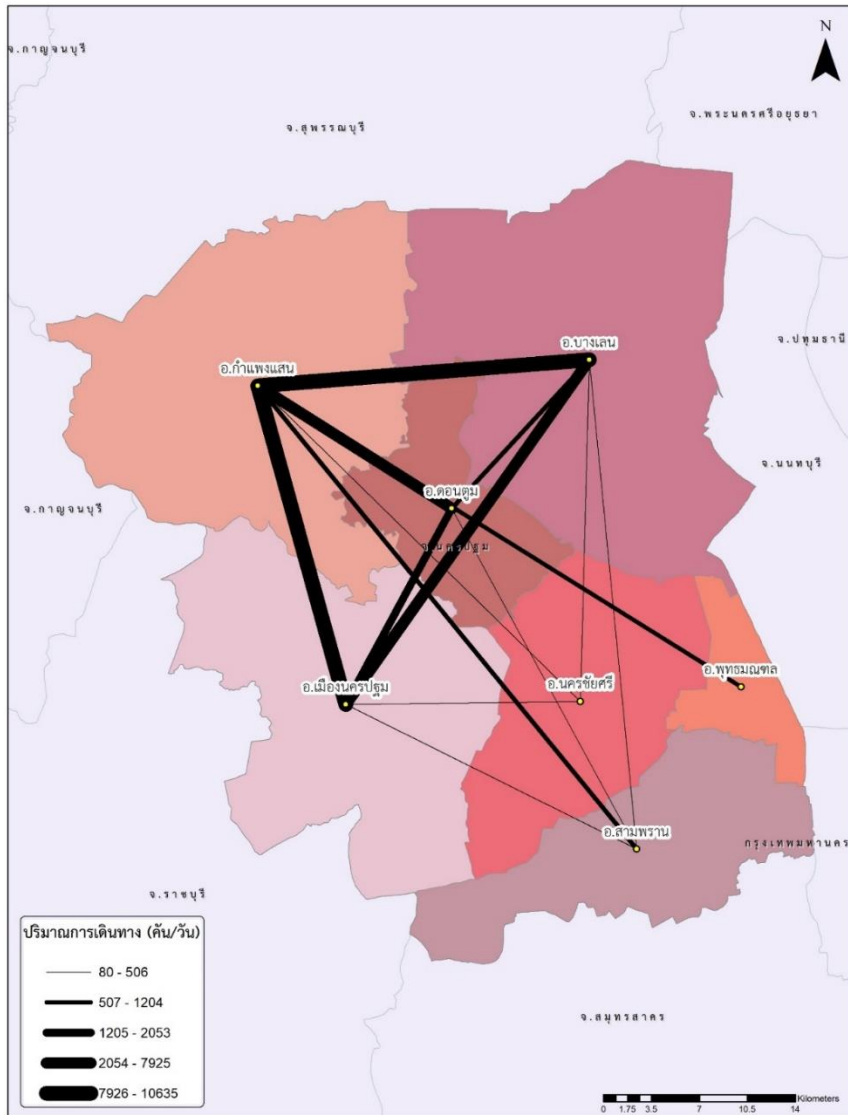 N
จ.กาญจนบุรี
จ.พระนครศรีอยุธยา
จ.สุพรรณบุรี
จ.ปทุมธานี
อ.บางเลน
อ.กำแพงแสน
จ.นนทบุรี
อ.ดอนตูม
จ.กาญจนบุรี
จ.นครปฐม
อ.พุทธมณฑล
อ.เมืองนครปฐม
อ.นครชัยศรี
อ.สามพราน
กรุงเทพมหานคร
จ.ราชบุรี
ปริมาณการเดินทาง (คัน/วัน)
80 - 506
507 - 1204
1205 - 2053
2054 - 7925
7926 - 10635
จ.สมุทรสาคร
Kilometers
0 1.75 3.5 7 10.5 14